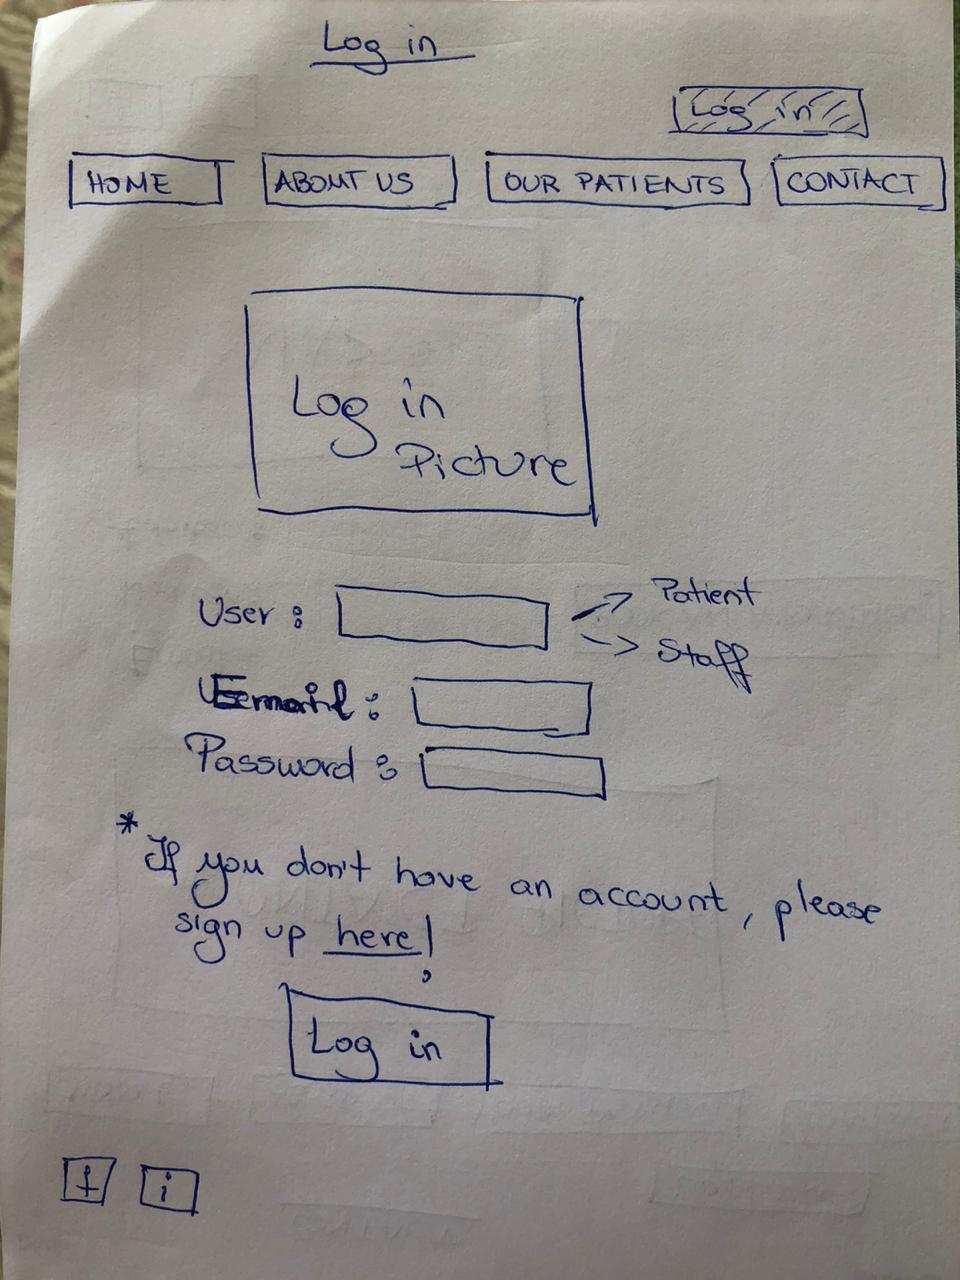 Log in
Log in
HOME ABOUT US OUR PATIENTS CONTACT
Log in
Picture
User : Patient
Staff
Email :
Password :
* If you don't have an account, please
sign up here!
Log in
f i